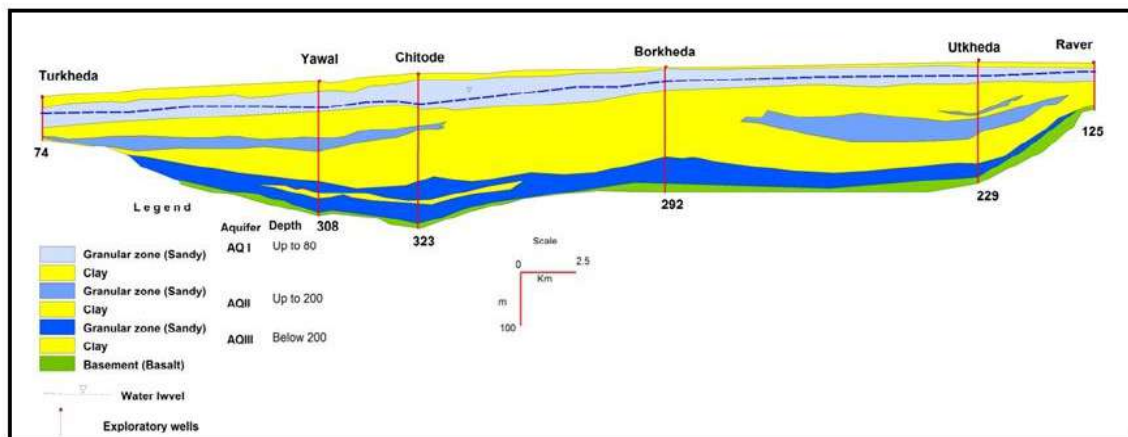 Turkheda
Yawal
Chitode
Borkheda
Utkheda
Raver
74
308
323
292
229
125
Legend
Aquifer Depth
Granular zone (Sandy) AQ I Up to 80
Clay
Granular zone (Sandy)
Clay AQII Up to 200
Granular zone (Sandy)
Clay AQIII Below 200
Basement (Basalt)
Water lwvel
Exploratory wells
Scale
0 2.5
Km
m
100